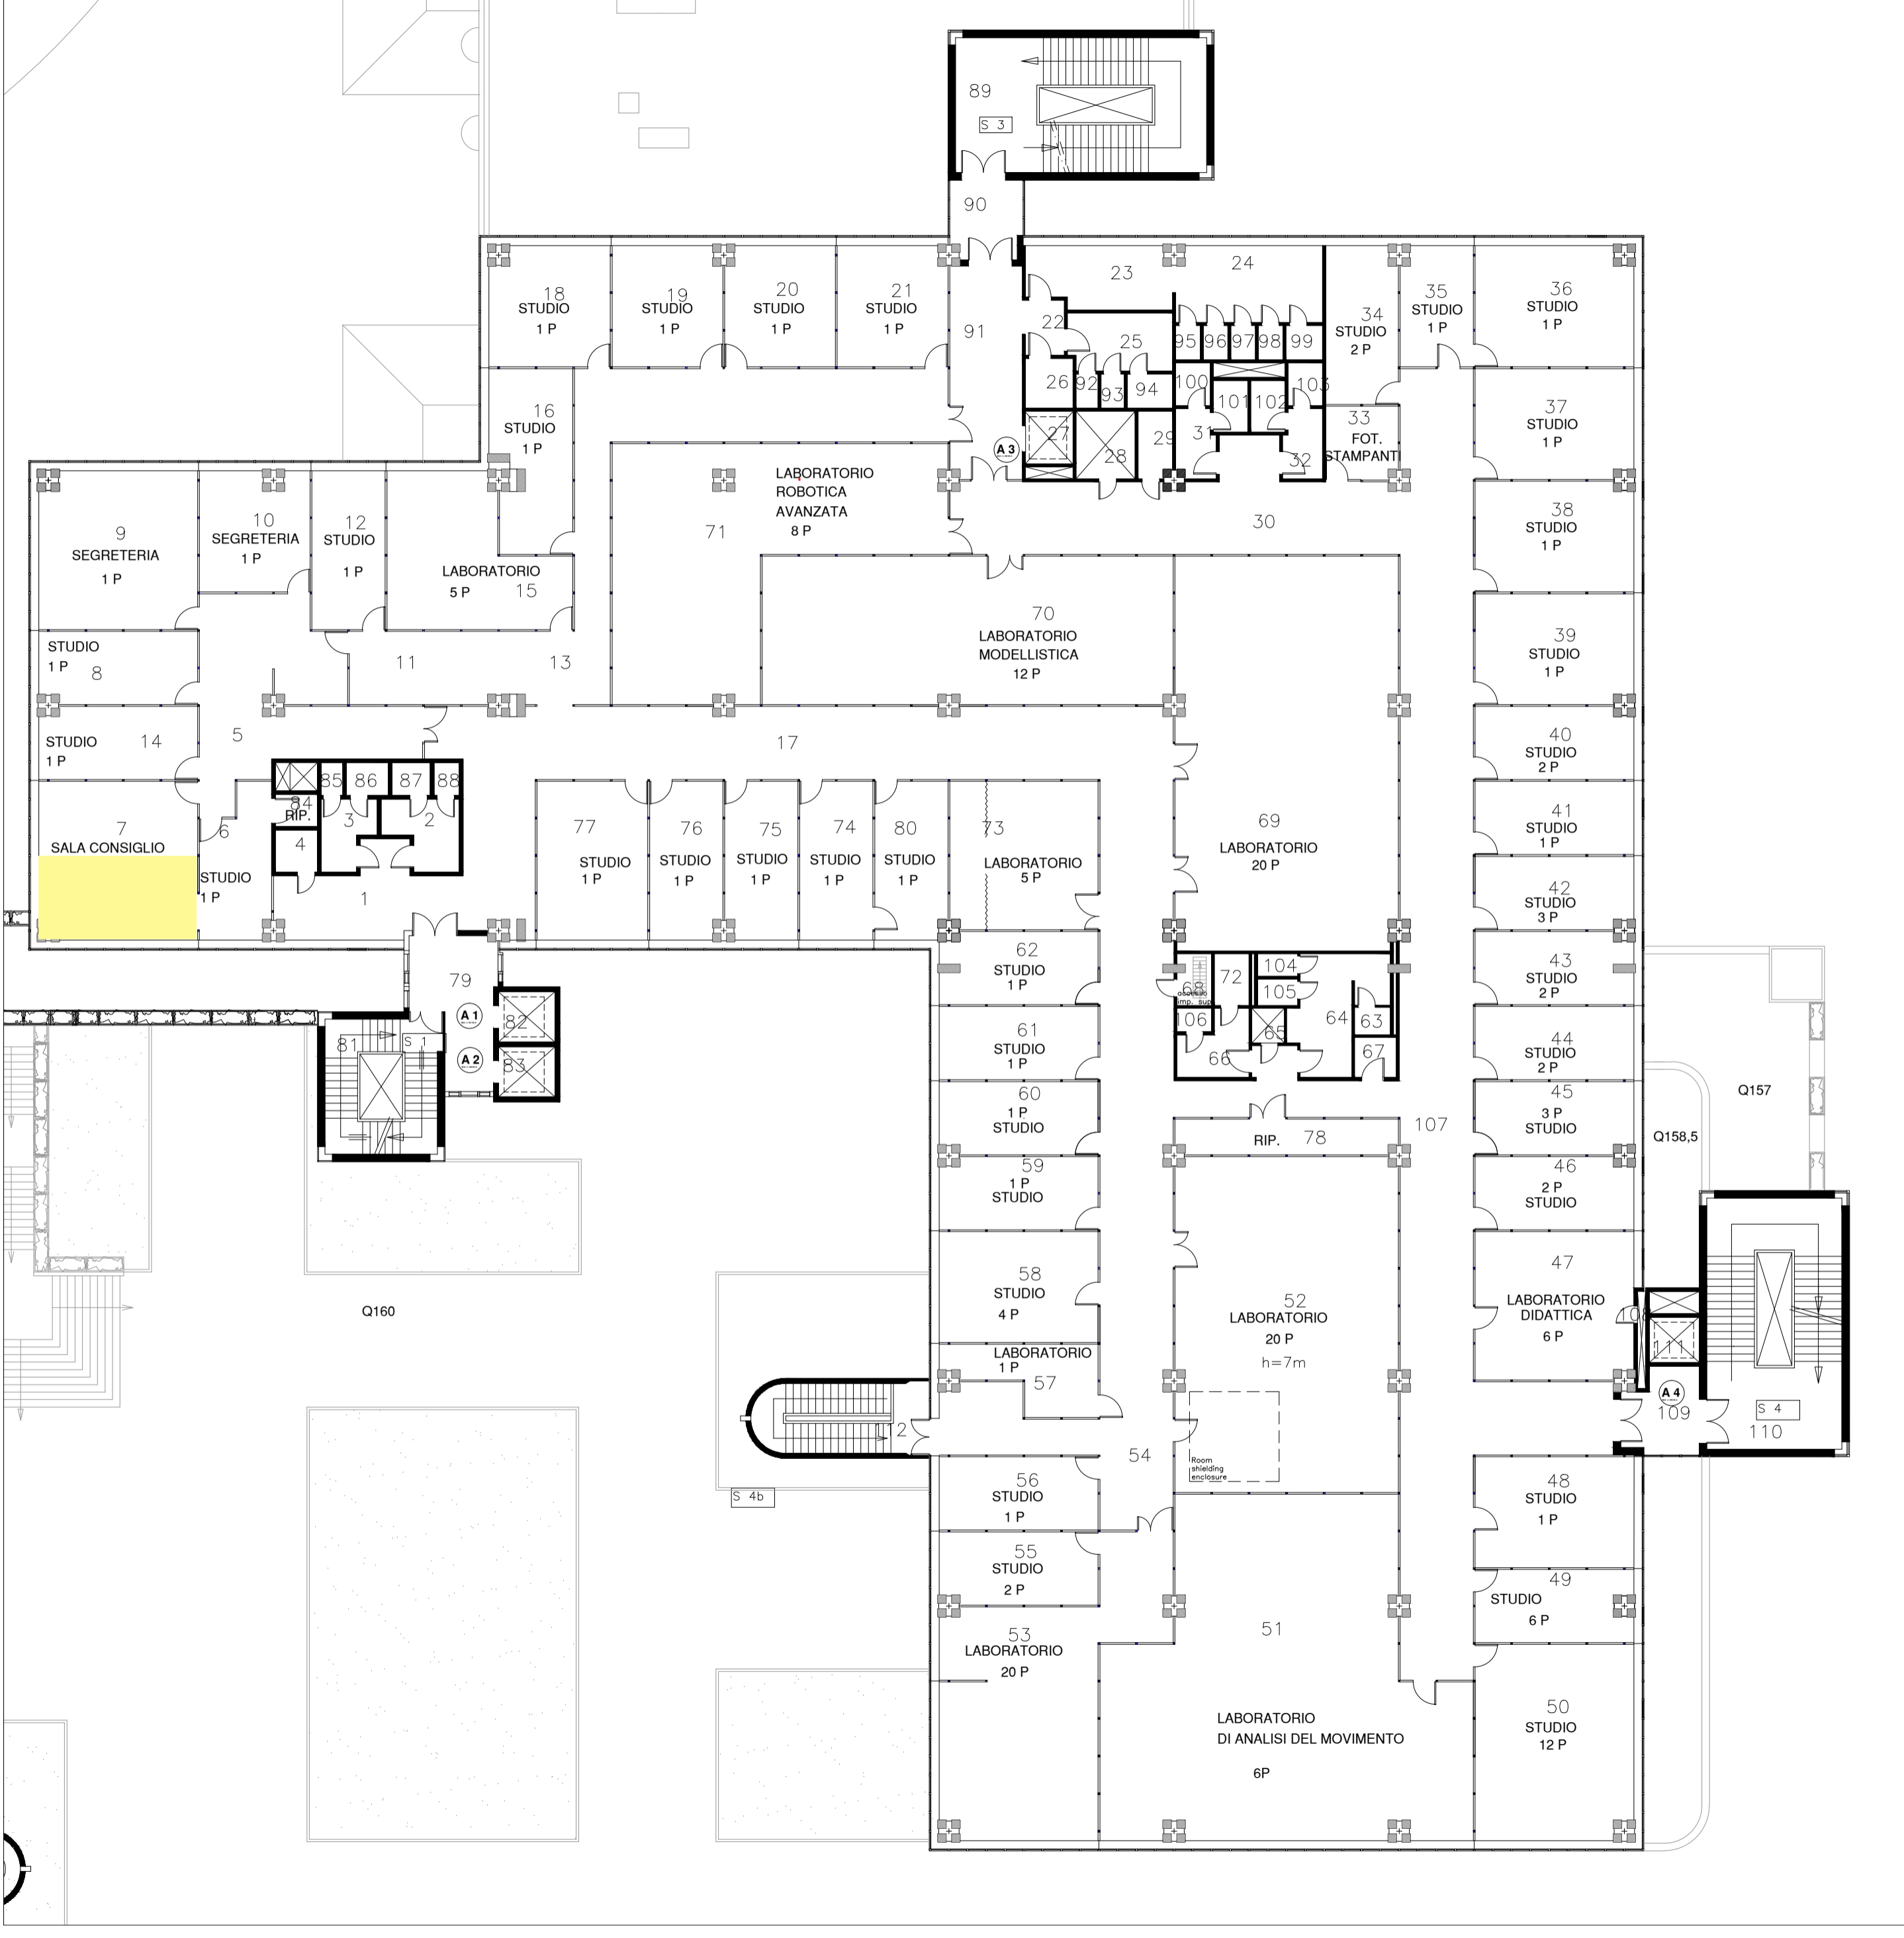 89
S 3
90
18
STUDIO
1 P
19
STUDIO
1 P
20
STUDIO
1 P
21
STUDIO
1 P
91
22
23
24
25
26
92
93
94
95
96
97
98
99
100
101
102
103
27
28
29
31
32
A 3
33
FOT.
STAMPANTI
34
STUDIO
2 P
35
STUDIO
1 P
36
STUDIO
1 P
37
STUDIO
1 P
38
STUDIO
1 P
39
STUDIO
1 P
40
STUDIO
2 P
41
STUDIO
1 P
42
STUDIO
3 P
43
STUDIO
2 P
44
STUDIO
2 P
45
3 P
STUDIO
46
2 P
STUDIO
47
LABORATORIO
DIDATTICA
6 P
16
STUDIO
1 P
9
SEGRETERIA
1 P
10
SEGRETERIA
1 P
12
STUDIO
1 P
LABORATORIO
5 P
15
LABORATORIO
ROBOTICA
AVANZATA
8 P
71
30
70
LABORATORIO
MODELLISTICA
12 P
STUDIO
1 P
8
11
13
STUDIO
1 P
14
5
17
7
SALA CONSIGLIO
6
STUDIO
1 P
84
RIP.
4
85
86
87
88
3
2
1
77
STUDIO
1 P
76
STUDIO
1 P
75
STUDIO
1 P
74
STUDIO
1 P
80
STUDIO
1 P
73
LABORATORIO
5 P
69
LABORATORIO
20 P
79
A 1
A 2
82
83
81
S 1
62
STUDIO
1 P
61
STUDIO
1 P
60
1 P
STUDIO
59
1 P
STUDIO
58
STUDIO
4 P
LABORATORIO
1 P
57
68
72
104
105
106
65
64
63
66
67
107
RIP.
78
52
LABORATORIO
20 P
h=7m
Room
shielding
enclosure
54
Q157
Q158,5
Q160
111
A 4
109
S 4
110
S 4b
56
STUDIO
1 P
55
STUDIO
2 P
53
LABORATORIO
20 P
51
LABORATORIO
DI ANALISI DEL MOVIMENTO
6P
48
STUDIO
1 P
49
STUDIO
6 P
50
STUDIO
12 P